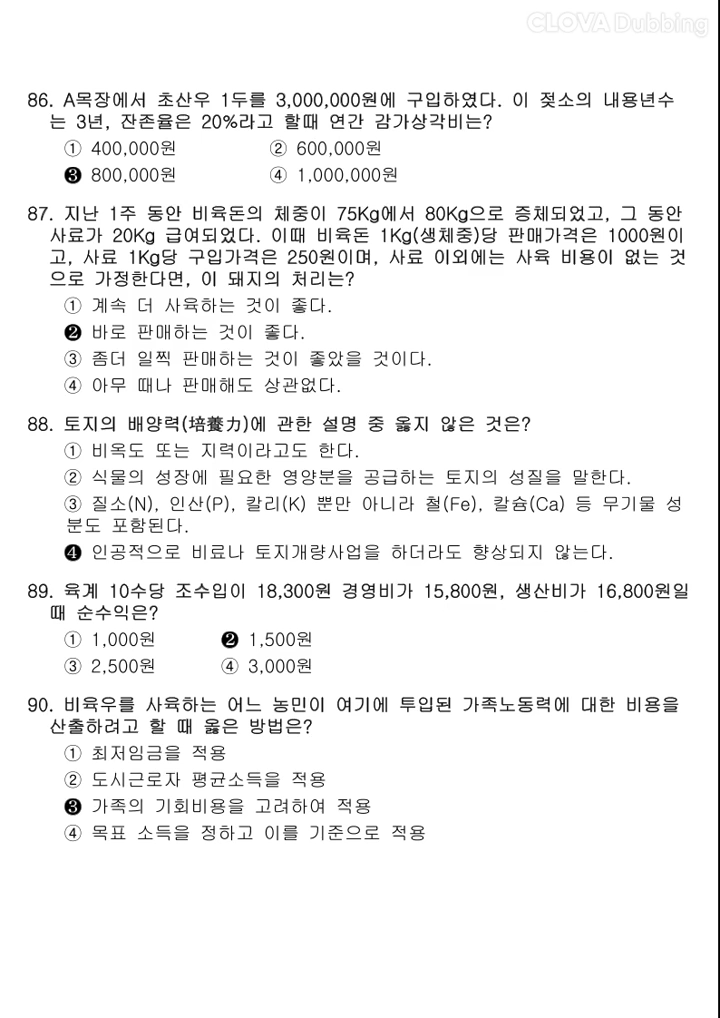 CLOVA Dubbing
86. A목장에서 초산우 1두를 3,000,000원에 구입하였다. 이 젖소의 내용년수
는 3년, 잔존율은 20%라고 할때 연간 감가상각비는?
① 400,000원 ② 600,000원
❸ 800,000원 ④ 1,000,000원
87. 지난 1주 동안 비육돈의 체중이 75Kg에서 80Kg으로 증체되었고, 그 동안
사료가 20Kg 급여되었다. 이때 비육돈 1Kg(생체중)당 판매가격은 1000원이
고, 사료 1Kg당 구입가격은 250원이며, 사료 이외에는 사육 비용이 없는 것
으로 가정한다면, 이 돼지의 처리는?
① 계속 더 사육하는 것이 좋다.
❷ 바로 판매하는 것이 좋다.
③ 좀더 일찍 판매하는 것이 좋았을 것이다.
④ 아무 때나 판매해도 상관없다.
88. 토지의 배양력(培養力)에 관한 설명 중 옳지 않은 것은?
① 비옥도 또는 지력이라고도 한다.
② 식물의 성장에 필요한 영양분을 공급하는 토지의 성질을 말한다.
③ 질소(N), 인산(P), 칼리(K) 뿐만 아니라 철(Fe), 칼슘(Ca) 등 무기물 성
분도 포함된다.
❹ 인공적으로 비료나 토지개량사업을 하더라도 향상되지 않는다.
89. 육계 10수당 조수입이 18,300원 경영비가 15,800원, 생산비가 16,800원일
때 순수익은?
① 1,000원 ❷ 1,500원
③ 2,500원 ④ 3,000원
90. 비육우를 사육하는 어느 농민이 여기에 투입된 가족노동력에 대한 비용을
산출하려고 할 때 옳은 방법은?
① 최저임금을 적용
② 도시근로자 평균소득을 적용
❸ 가족의 기회비용을 고려하여 적용
④ 목표 소득을 정하고 이를 기준으로 적용